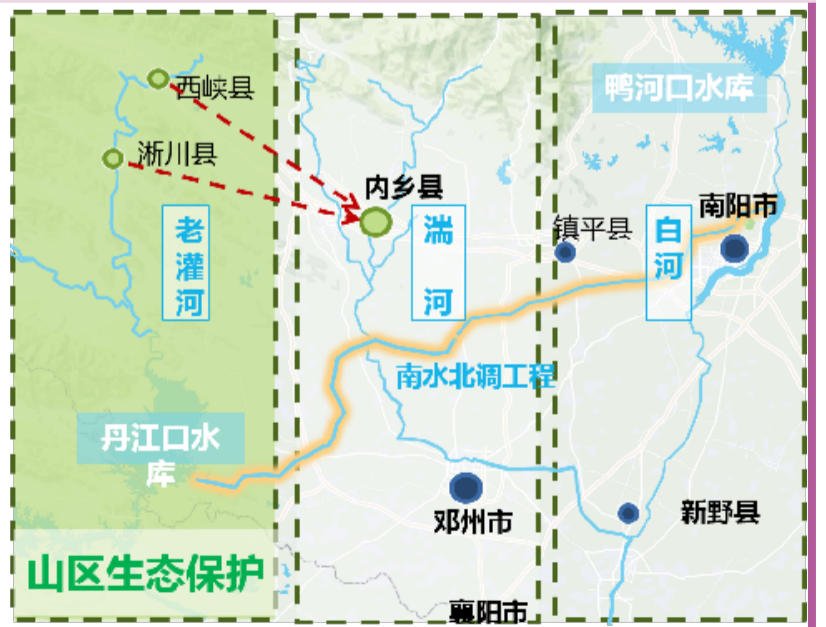 鸭河口水库
西峡县
淅川县
内乡县
南阳市
镇平县
老
灌
河
湍
河
白
河
南水北调工程
丹江口水
库
邓州市
新野县
山区生态保护
襄阳市